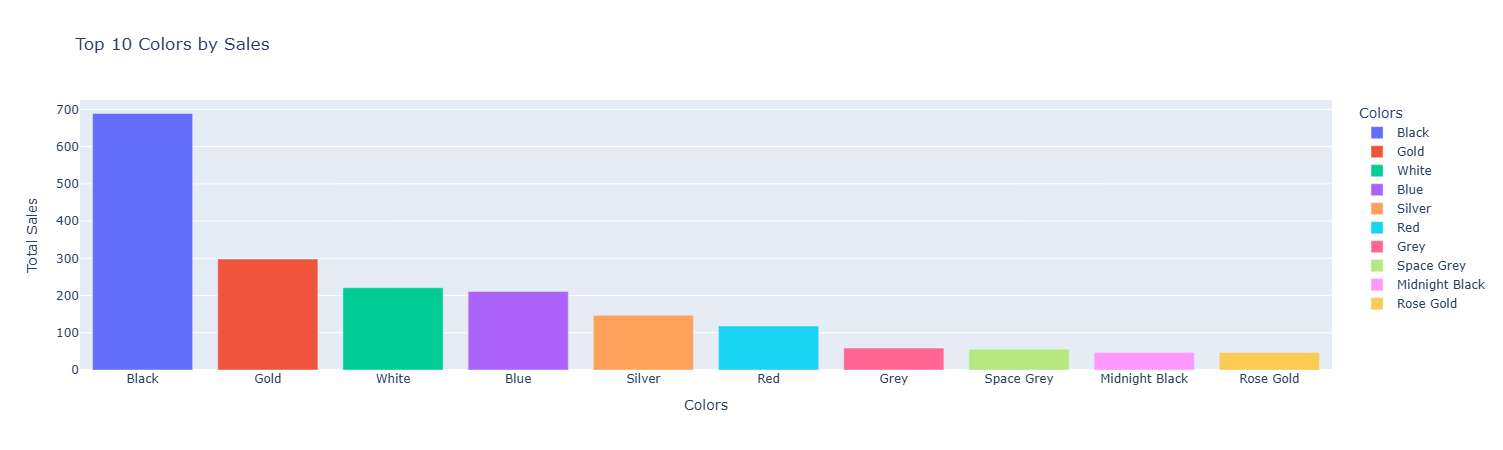 Top 10 Colors by Sales
Total Sales
700
600
500
400
300
200
100
0
Black Gold White Blue Silver Red Grey Space Grey Midnight Black Rose Gold
Colors
Colors
Black
Gold
White
Blue
Silver
Red
Grey
Space Grey
Midnight Black
Rose Gold